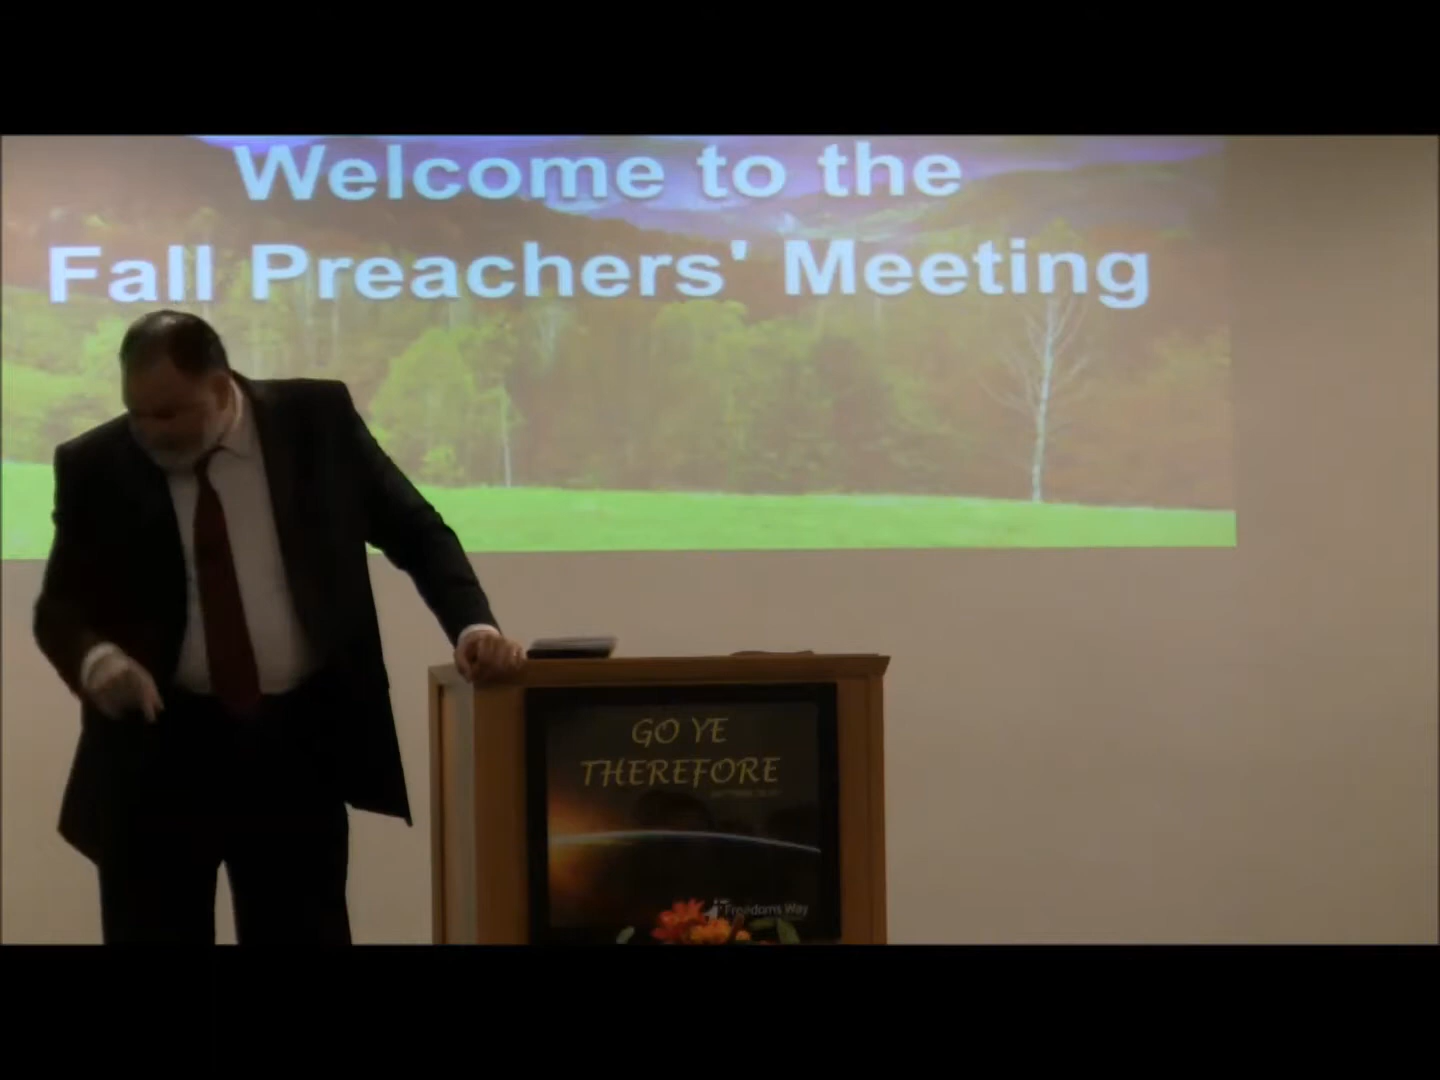 Welcome to the
Fall Preachers' Meeting
GO YE
THEREFORE
Freedoms Way